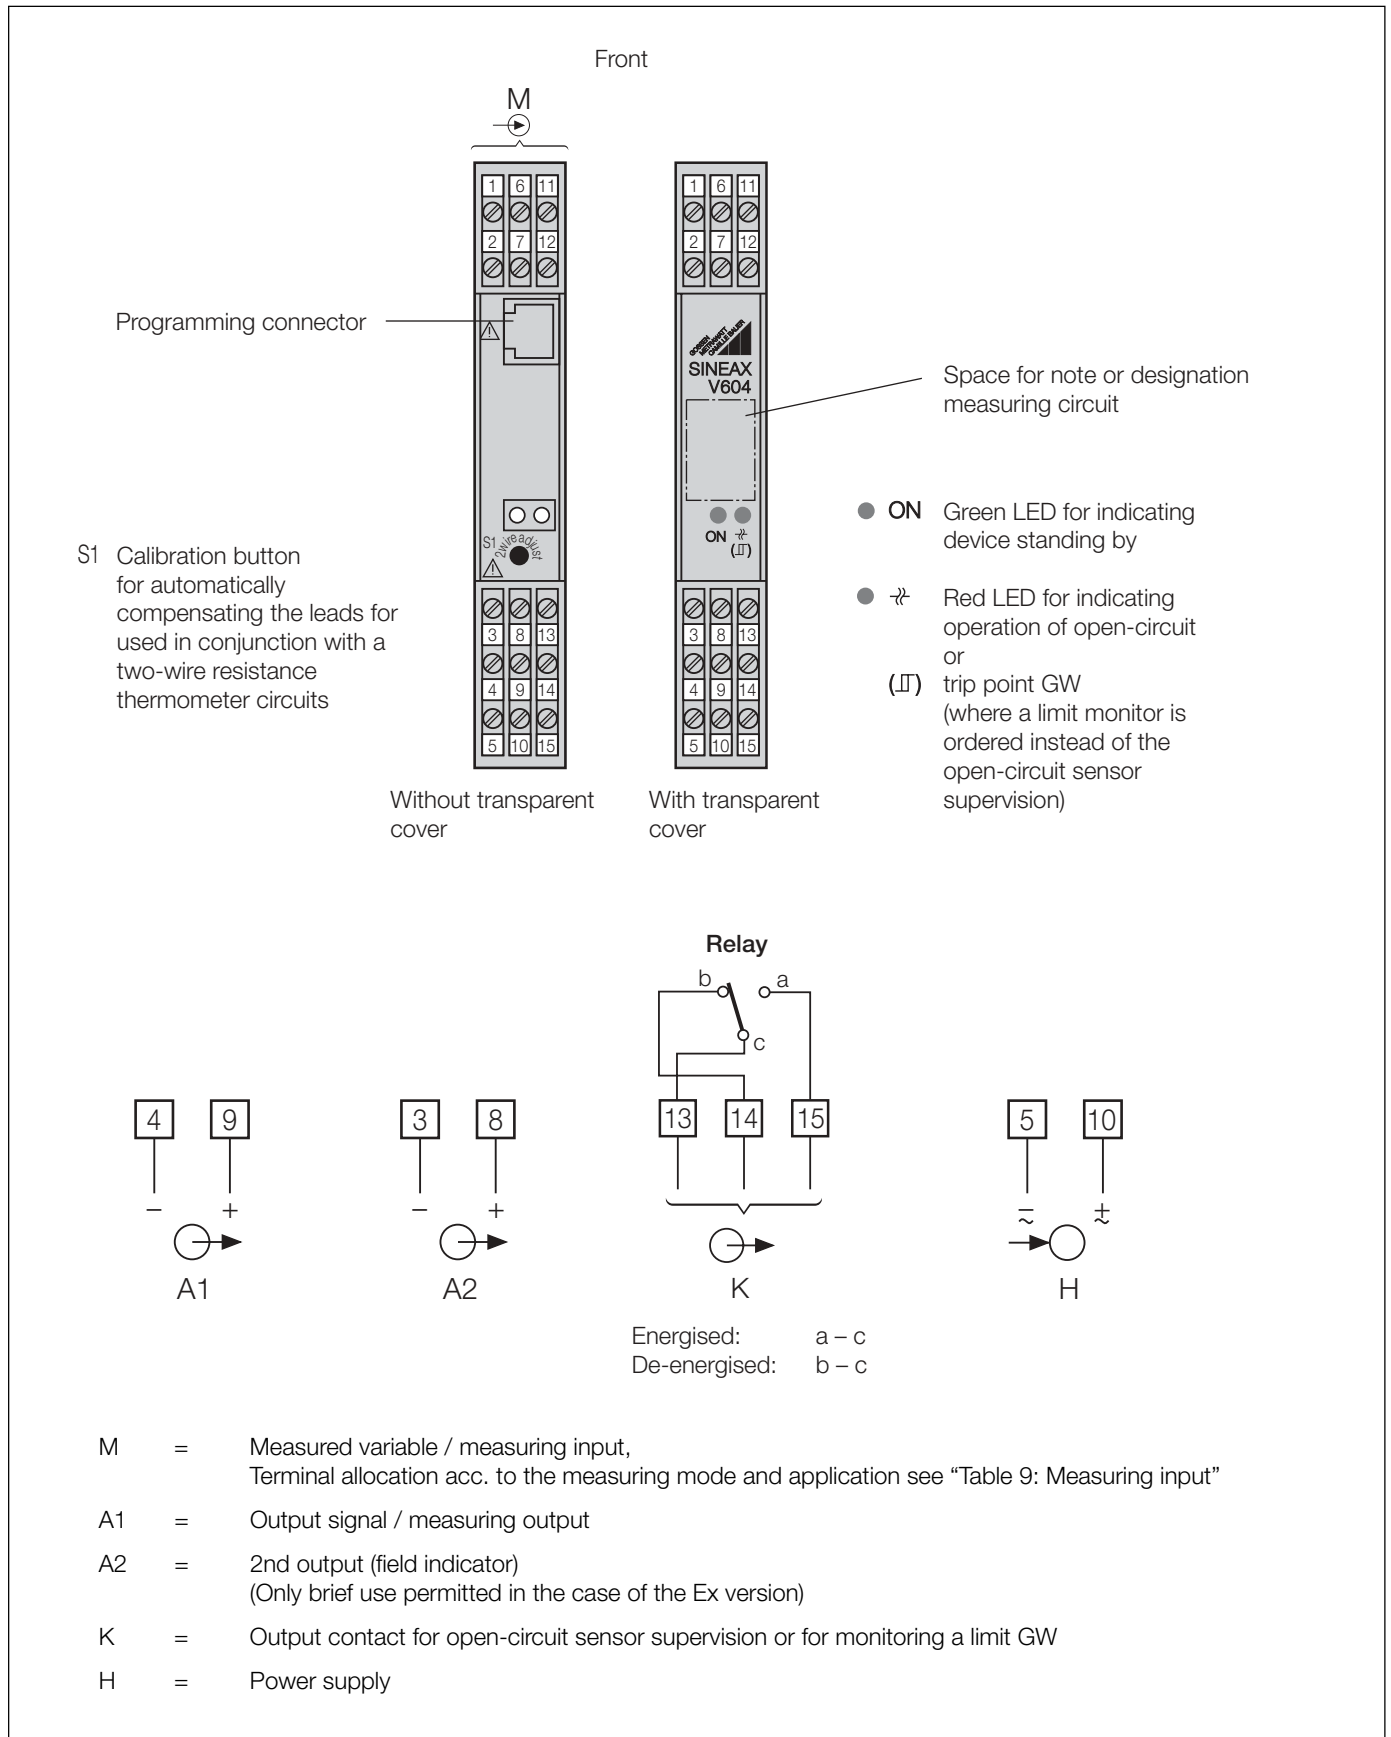 Front
M
1 6 11
2 7 12
1 6 11
2 7 12
Programming connector
GOSSEN
METRAWATT
CAMILLE BAUER
SINEAX
V604
Space for note or designation
measuring circuit
S1 Calibration button
for automatically
compensating the leads for
used in conjunction with a
two-wire resistance
thermometer circuits
S1 2wire adjust
ON
ON Green LED for indicating
device standing by
Red LED for indicating
operation of open-circuit
or
trip point GW
(where a limit monitor is
ordered instead of the
open-circuit sensor
supervision)
3 8 13
4 9 14
5 10 15
3 8 13
4 9 14
5 10 15
Without transparent
cover
With transparent
cover
Relay
b a
c
4 9
− +
A1
3 8
− +
A2
13 14 15
K
5 10
− +
~ ~
H
Energised: a – c
De-energised: b – c
M = Measured variable / measuring input,
Terminal allocation acc. to the measuring mode and application see “Table 9: Measuring input”
A1 = Output signal / measuring output
A2 = 2nd output (field indicator)
(Only brief use permitted in the case of the Ex version)
K = Output contact for open-circuit sensor supervision or for monitoring a limit GW
H = Power supply